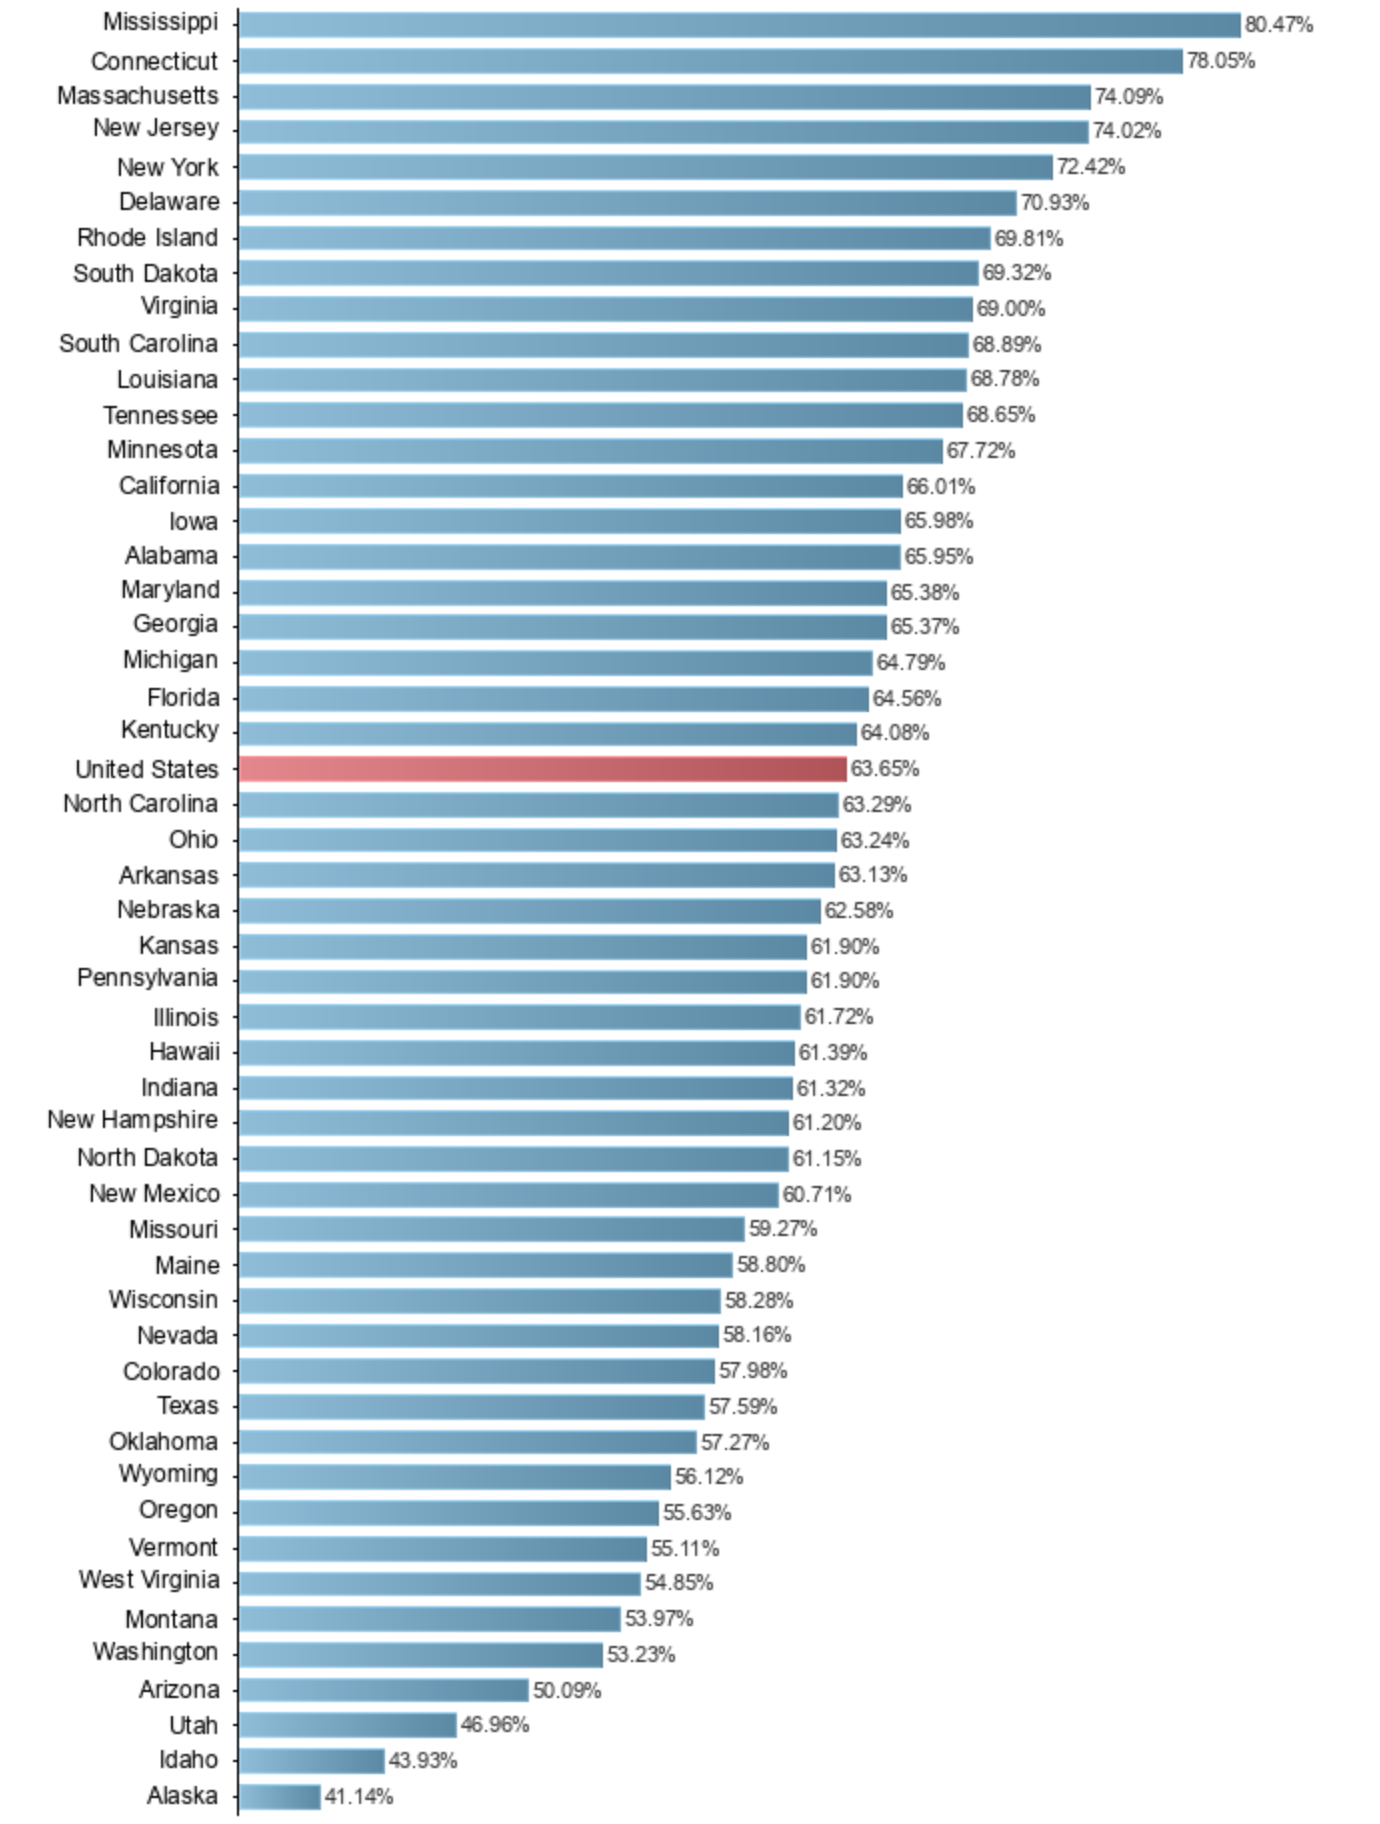 Mississippi 80.47%
Connecticut 78.05%
Massachusetts 74.09%
New Jersey 74.02%
New York 72.42%
Delaware 70.93%
Rhode Island 69.81%
South Dakota 69.32%
Virginia 69.00%
South Carolina 68.89%
Louisiana 68.78%
Tennessee 68.65%
Minnesota 67.72%
California 66.01%
Iowa 65.98%
Alabama 65.95%
Maryland 65.38%
Georgia 65.37%
Michigan 64.79%
Florida 64.56%
Kentucky 64.08%
United States 63.65%
North Carolina 63.29%
Ohio 63.24%
Arkansas 63.13%
Nebraska 62.58%
Kansas 61.90%
Pennsylvania 61.90%
Illinois 61.72%
Hawaii 61.39%
Indiana 61.32%
New Hampshire 61.20%
North Dakota 61.15%
New Mexico 60.71%
Missouri 59.27%
Maine 58.80%
Wisconsin 58.28%
Nevada 58.16%
Colorado 57.98%
Texas 57.59%
Oklahoma 57.27%
Wyoming 56.12%
Oregon 55.63%
Vermont 55.11%
West Virginia 54.85%
Montana 53.97%
Washington 53.23%
Arizona 50.09%
Utah 46.96%
Idaho 43.93%
Alaska 41.14%